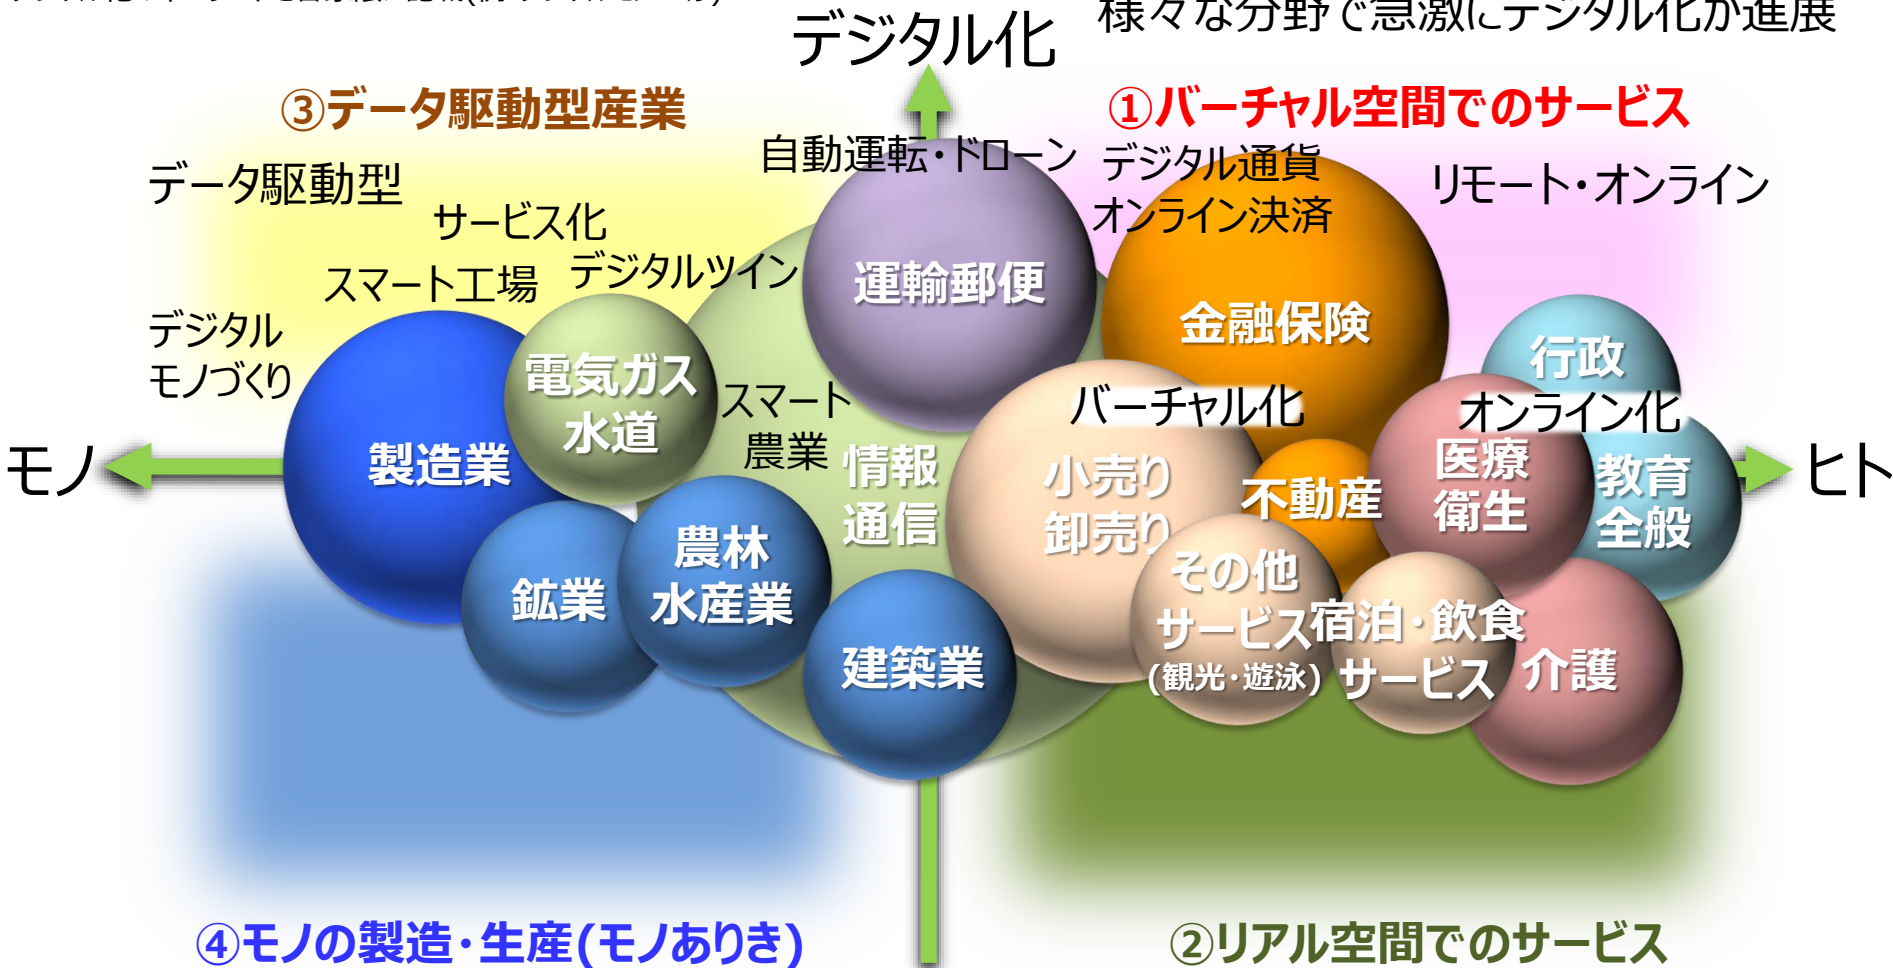 様々な分野で急激にデジタル化が進展
デジタル化
③データ駆動型産業
①バーチャル空間でのサービス
データ駆動型
自動運転・ドローン
デジタル通貨
オンライン決済
リモート・オンライン
サービス化
スマート工場
デジタルツイン
デジタル
モノづくり
運輸郵便
金融保険
行政
電気ガス
水道
スマート
農業
バーチャル化
オンライン化
モノ
製造業
情報
通信
小売り
卸売り
不動産
医療
衛生
教育
全般
ヒト
鉱業
農林
水産業
建築業
その他
サービス
(観光・遊泳)
宿泊・飲食
サービス
介護
④モノの製造・生産(モノありき)
②リアル空間でのサービス